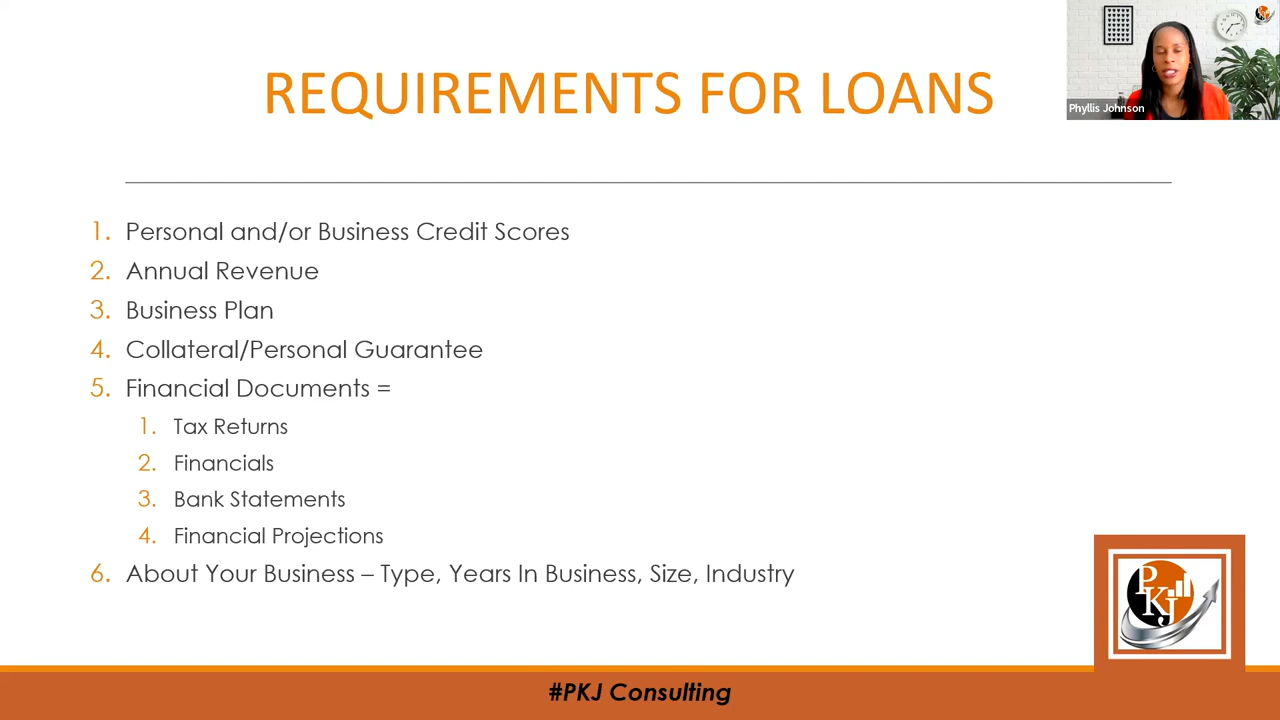 REQUIREMENTS FOR LOANS
Phyllis Johnson
1. Personal and/or Business Credit Scores
2. Annual Revenue
3. Business Plan
4. Collateral/Personal Guarantee
5. Financial Documents =
1. Tax Returns
2. Financials
3. Bank Statements
4. Financial Projections
6. About Your Business – Type, Years In Business, Size, Industry
PKJ
#PKJ Consulting